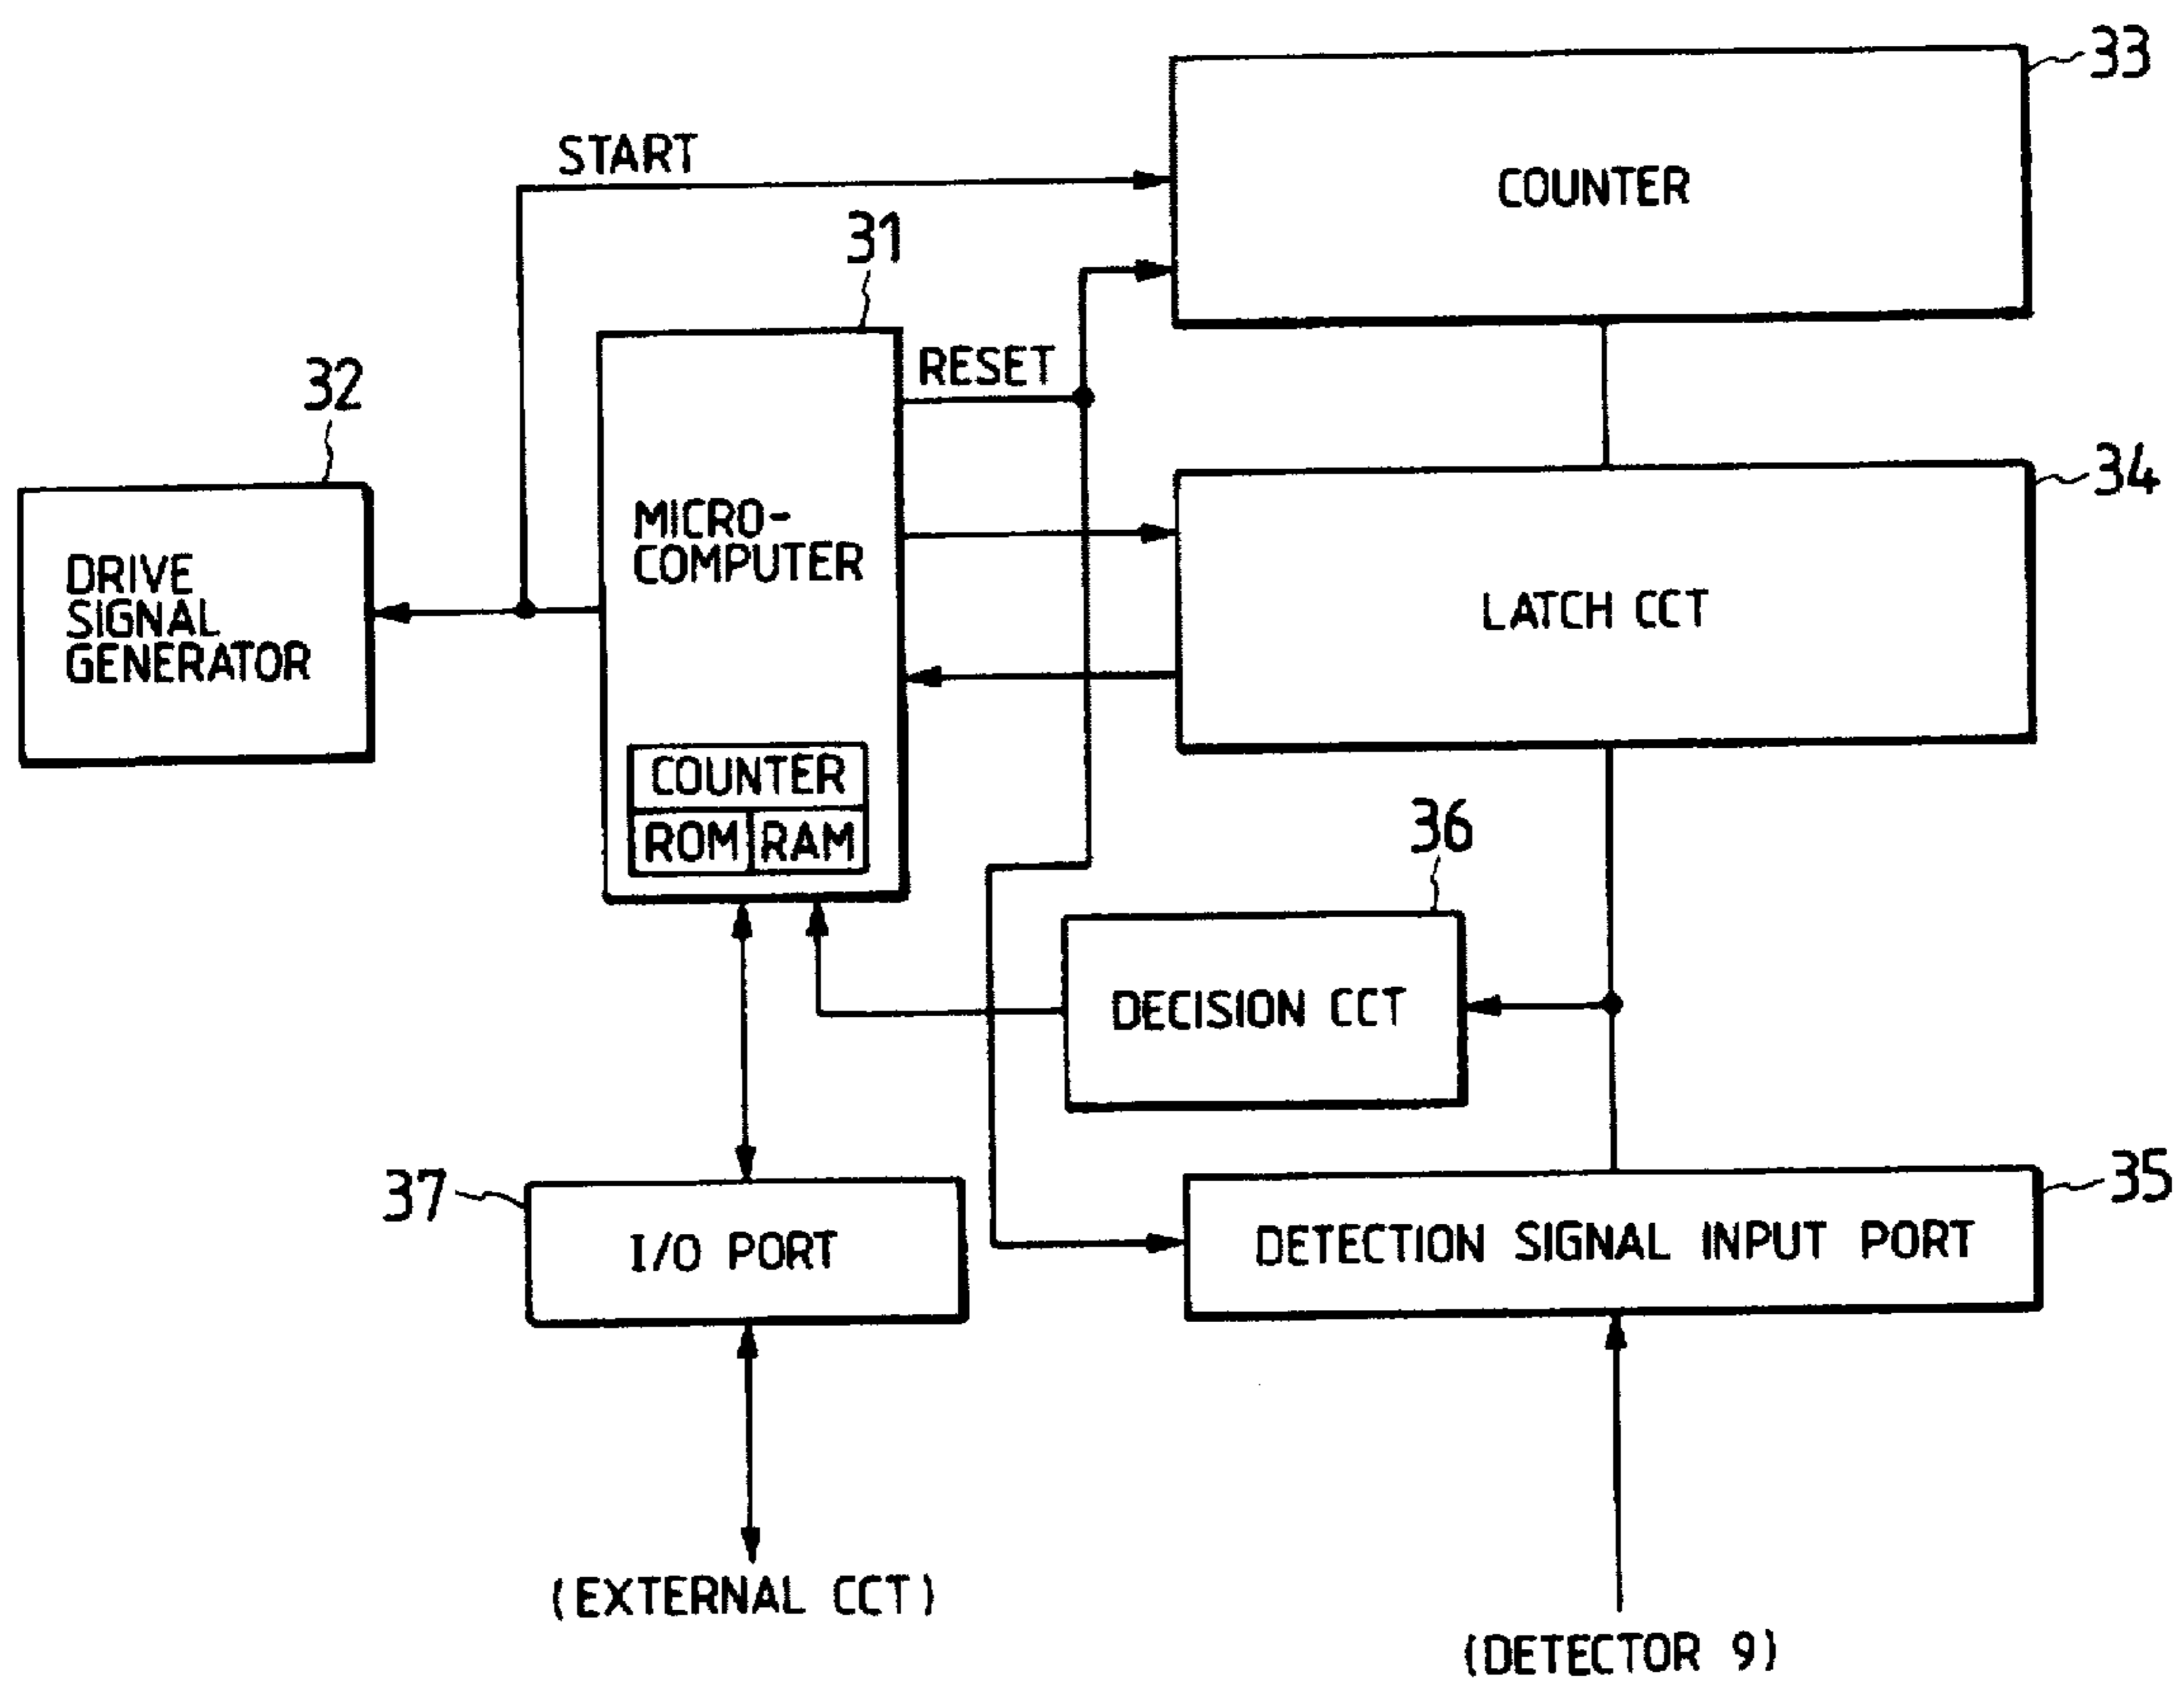 33
START
COUNTER
31
RESET
32
34
MICRO-
COMPUTER
DRIVE
SIGNAL
GENERATOR
LATCH CCT
COUNTER
ROM RAM
36
DECISION CCT
35
37
I/O PORT
DETECTION SIGNAL INPUT PORT
(EXTERNAL CCT)
(DETECTOR 9)